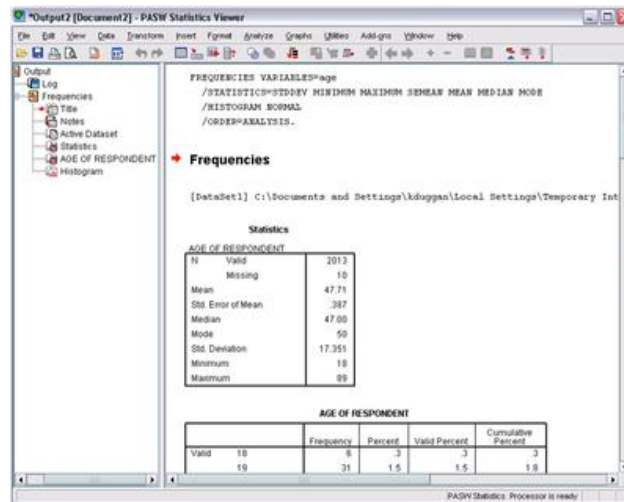 *Output2 [Document2] - PASW Statistics Viewer
File Edit View Data Transform Insert Format Analyze Graphs Utilities Add-ons Window Help
Output
Log
Frequencies
Title
Notes
Active Dataset
Statistics
AGE OF RESPONDENT
Histogram
FREQUENCIES VARIABLES=age
/STATISTICS=STDDEV MINIMUM MAXIMUM SEMEAN MEAN MEDIAN MODE
/HISTOGRAM NORMAL
/ORDER=ANALYSIS.
Frequencies
[DataSet1] C:\Documents and Settings\kduggan\Local Settings\Temporary Int
Statistics
AGE OF RESPONDENT
N Valid 2013
Missing 10
Mean 47.71
Std. Error of Mean .387
Median 47.00
Mode 50
Std. Deviation 17.351
Minimum 18
Maximum 89
AGE OF RESPONDENT
Frequency Percent Valid Percent Cumulative Percent
Valid 18 6 .3 .3 .3
19 31 1.5 1.5 1.8
PASW Statistics Processor is ready